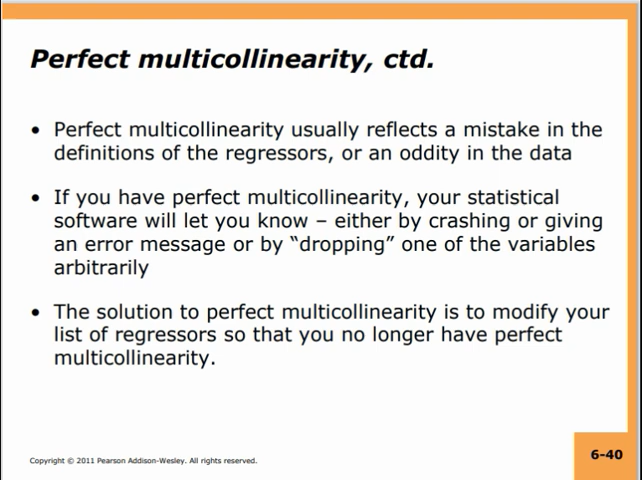 Perfect multicollinearity, ctd.
• Perfect multicollinearity usually reflects a mistake in the
definitions of the regressors, or an oddity in the data
• If you have perfect multicollinearity, your statistical
software will let you know – either by crashing or giving
an error message or by “dropping” one of the variables
arbitrarily
• The solution to perfect multicollinearity is to modify your
list of regressors so that you no longer have perfect
multicollinearity.
Copyright © 2011 Pearson Addison-Wesley. All rights reserved.
6-40